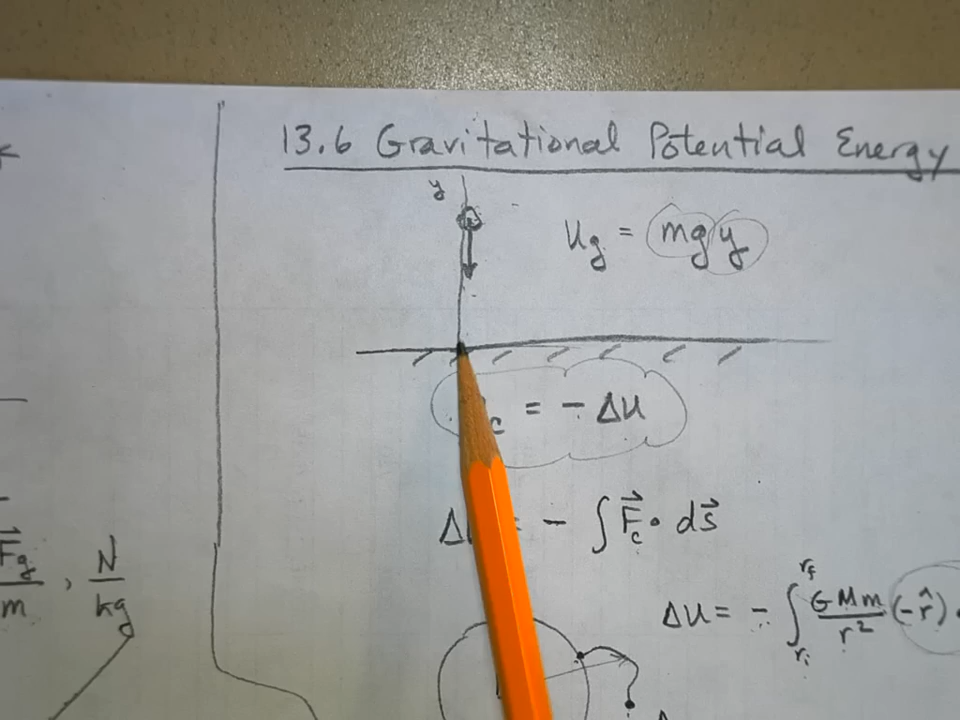 13.6 Gravitational Potential Energy
y
Ug = mgy
c = - ΔU
Δ = - ∫ F⃗c • ds⃗
F⃗g/m , N/kg
ΔU = - ∫ri^rf GMm/r² (-r̂)